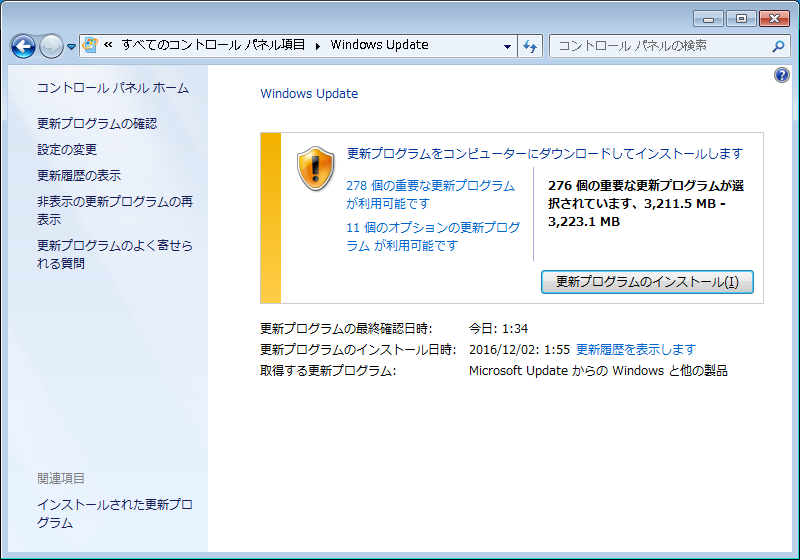 « すべてのコントロール パネル項目 ▸ Windows Update
コントロール パネルの検索
コントロール パネル ホーム
更新プログラムの確認
設定の変更
更新履歴の表示
非表示の更新プログラムの再
表示
更新プログラムのよく寄せら
れる質問
関連項目
インストールされた更新プロ
グラム
Windows Update
更新プログラムをコンピューターにダウンロードしてインストールします
278 個の重要な更新プログラム
が利用可能です
11 個のオプションの更新プログ
ラム が利用可能です
276 個の重要な更新プログラムが選
択されています、3,211.5 MB -
3,223.1 MB
更新プログラムのインストール(I)
更新プログラムの最終確認日時: 今日: 1:34
更新プログラムのインストール日時: 2016/12/02: 1:55 更新履歴を表示します
取得する更新プログラム: Microsoft Update からの Windows と他の製品